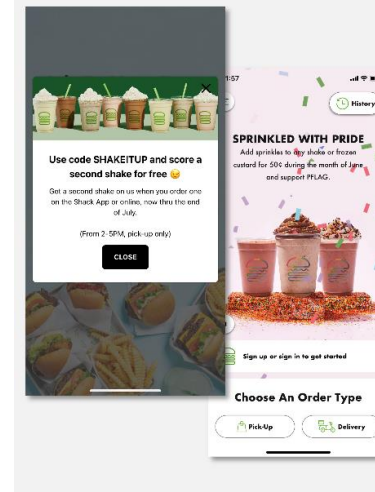 Use code SHAKEITUP and score a
second shake for free 😉
Get a second shake on us when you order one
on the Shack App or online, now thru the end
of July.
(From 2-5PM, pick-up only)
CLOSE
1:57
History
SPRINKLED WITH PRIDE
Add sprinkles to any shake or frozen
custard for 50¢ during the month of June
and support PFLAG.
Sign up or sign in to get started
Choose An Order Type
Pick-Up
Delivery